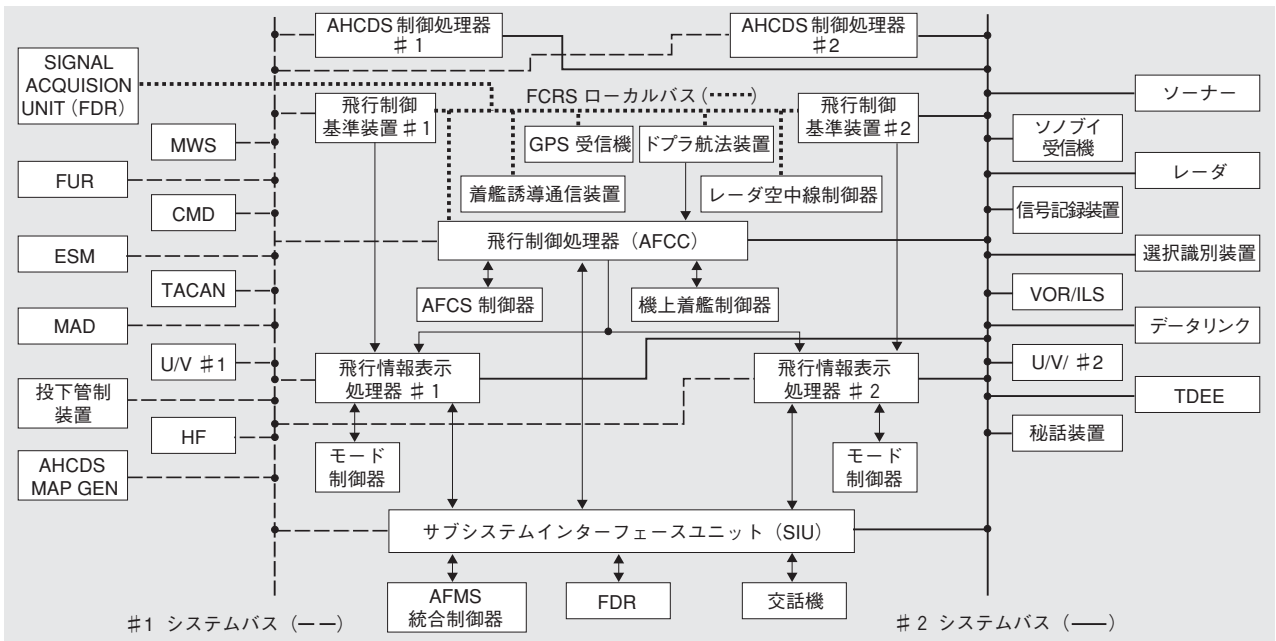 AHCDS 制御処理器
＃1
AHCDS 制御処理器
＃2
SIGNAL
ACQUISION
UNIT（FDR）
FCRS ローカルバス（……）
飛行制御
基準装置＃1
飛行制御
基準装置＃2
GPS 受信機
ドプラ航法装置
着艦誘導通信装置
レーダ空中線制御器
飛行制御処理器（AFCC）
AFCS 制御器
機上着艦制御器
飛行情報表示
処理器 ＃1
飛行情報表示
処理器 ＃2
モード
制御器
モード
制御器
サブシステムインターフェースユニット（SIU）
AFMS
統合制御器
FDR
交話機
MWS
FUR
CMD
ESM
TACAN
MAD
U/V ＃1
投下管制
装置
HF
AHCDS
MAP GEN
ソーナー
ソノブイ
受信機
レーダ
信号記録装置
選択識別装置
VOR/ILS
データリンク
U/V/ ＃2
TDEE
秘話装置
＃1 システムバス（― ―）
＃2 システムバス（――）